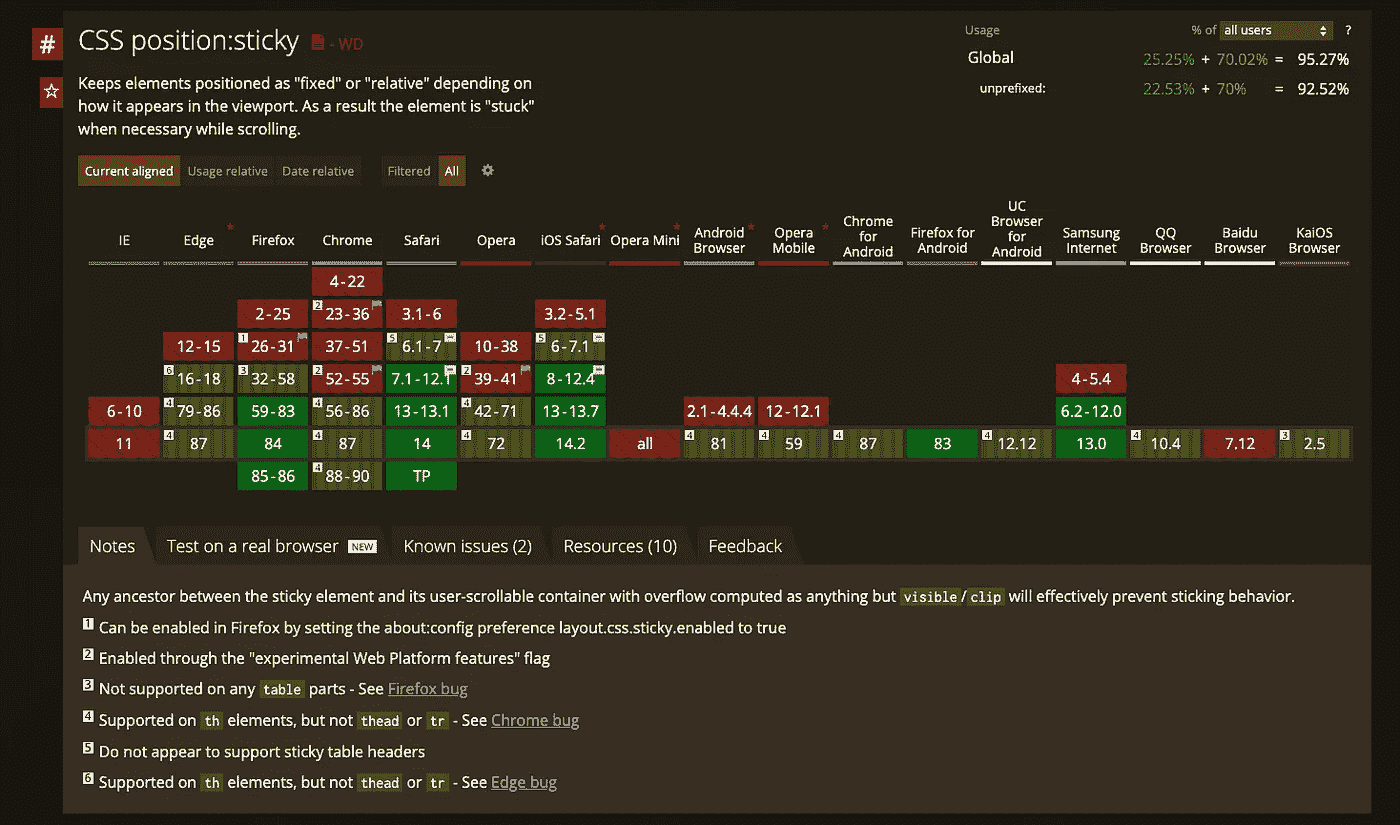 #
CSS position:sticky - WD
Usage % of all users ?
Global 25.25% + 70.02% = 95.27%
unprefixed: 22.53% + 70% = 92.52%
Keeps elements positioned as "fixed" or "relative" depending on
how it appears in the viewport. As a result the element is "stuck"
when necessary while scrolling.
Current aligned Usage relative Date relative Filtered All
IE Edge * Firefox Chrome Safari Opera iOS Safari * Opera Mini * Android Browser * Opera Mobile * Chrome for Android Firefox for Android UC Browser for Android Samsung Internet QQ Browser Baidu Browser KaiOS Browser
4-22
2-25 2 23-36 3.1-6 3.2-5.1
12-15 1 26-31 37-51 5 6.1-7 10-38 5 6-7.1
6 16-18 3 32-58 2 52-55 7.1-12.1 2 39-41 8-12.4 4-5.4
6-10 4 79-86 59-83 4 56-86 13-13.1 4 42-71 13-13.7 2.1-4.4.4 12-12.1 6.2-12.0
11 4 87 84 4 87 14 4 72 14.2 all 4 81 4 59 4 87 83 4 12.12 13.0 4 10.4 7.12 3 2.5
85-86 4 88-90 TP
Notes Test on a real browser NEW Known issues (2) Resources (10) Feedback
Any ancestor between the sticky element and its user-scrollable container with overflow computed as anything but visible/clip will effectively prevent sticking behavior.
1 Can be enabled in Firefox by setting the about:config preference layout.css.sticky.enabled to true
2 Enabled through the "experimental Web Platform features" flag
3 Not supported on any table parts - See Firefox bug
4 Supported on th elements, but not thead or tr - See Chrome bug
5 Do not appear to support sticky table headers
6 Supported on th elements, but not thead or tr - See Edge bug